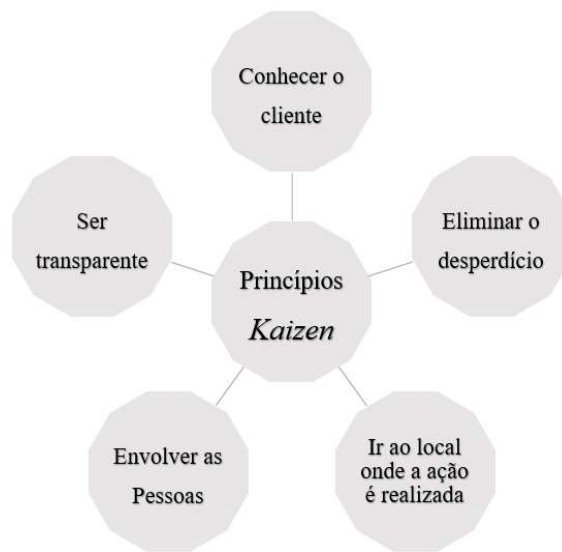 Conhecer o
cliente
Ser
transparente
Eliminar o
desperdício
Princípios
Kaizen
Envolver as
Pessoas
Ir ao local
onde a ação
é realizada